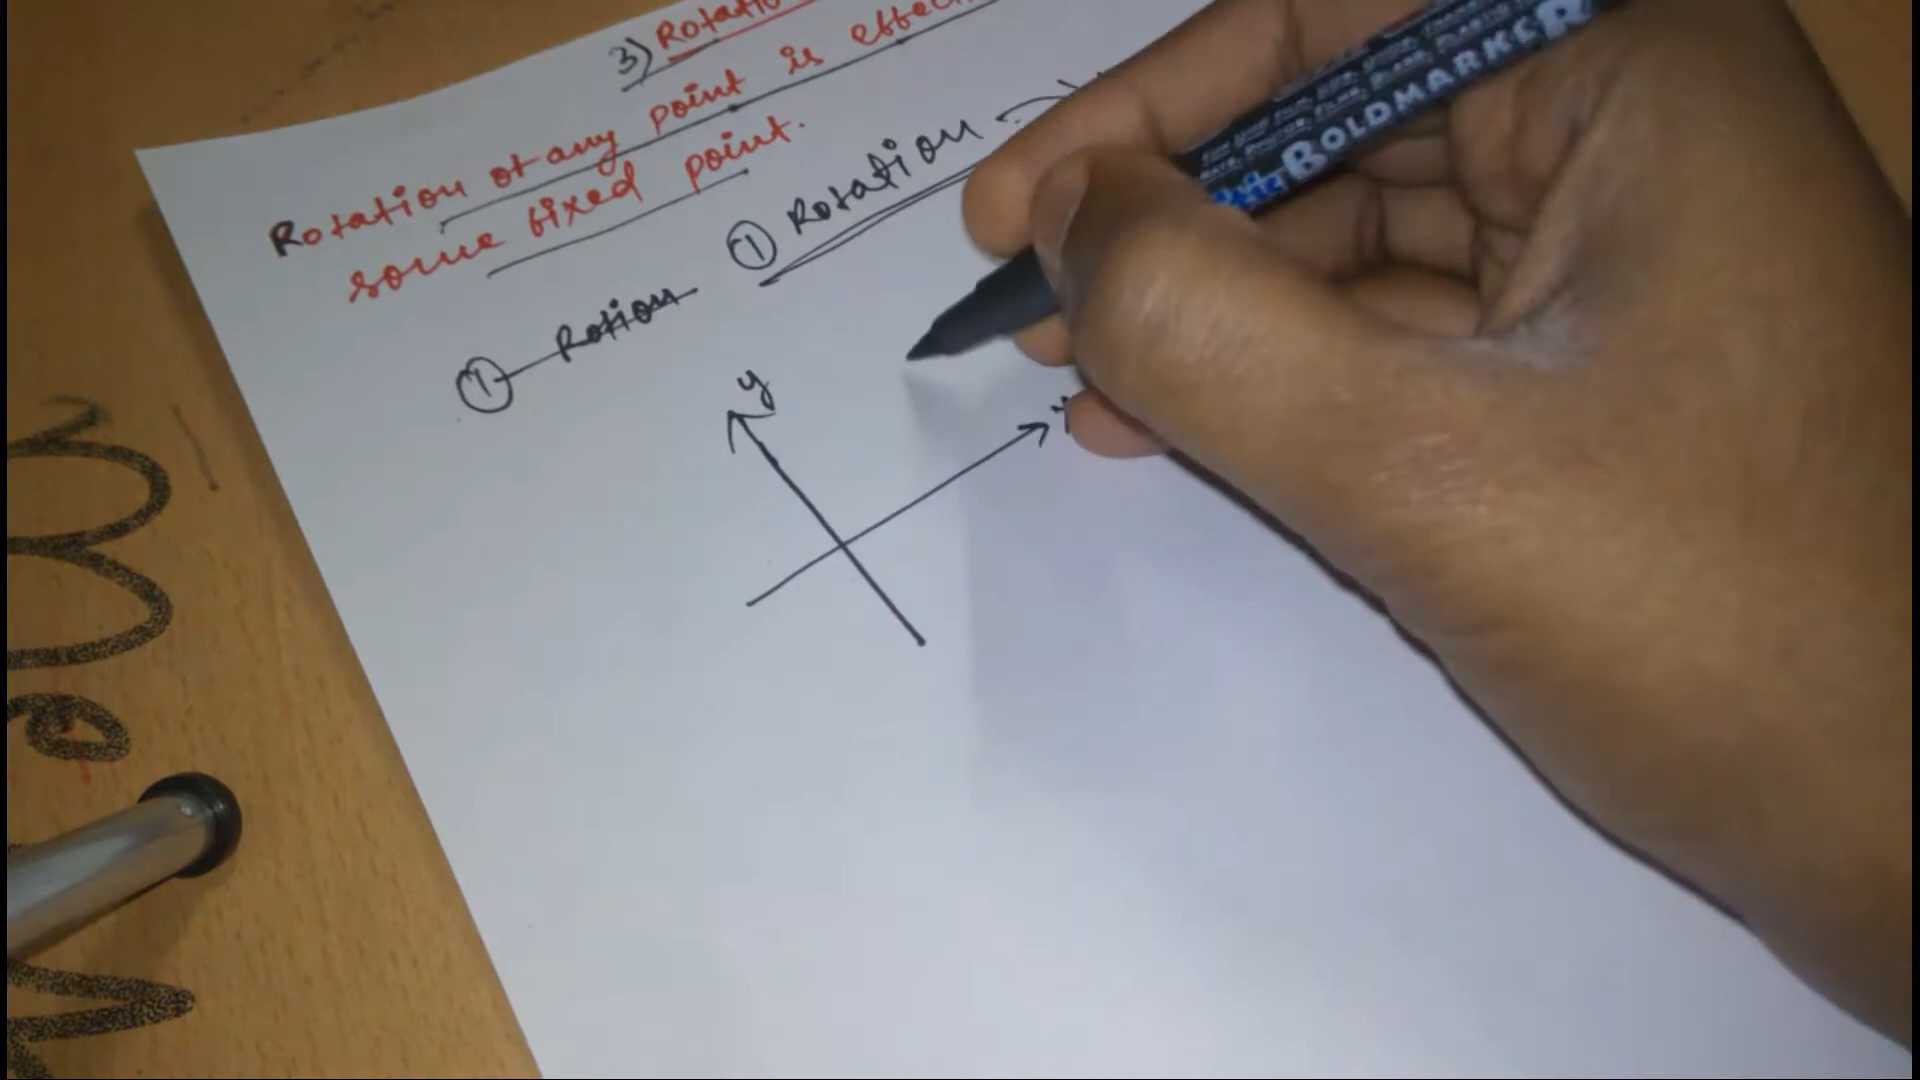 3) Rotatio
Rotation of any point is effec
some fixed point.
① Rotation
① Rotion
y
x
BOLDMARKER